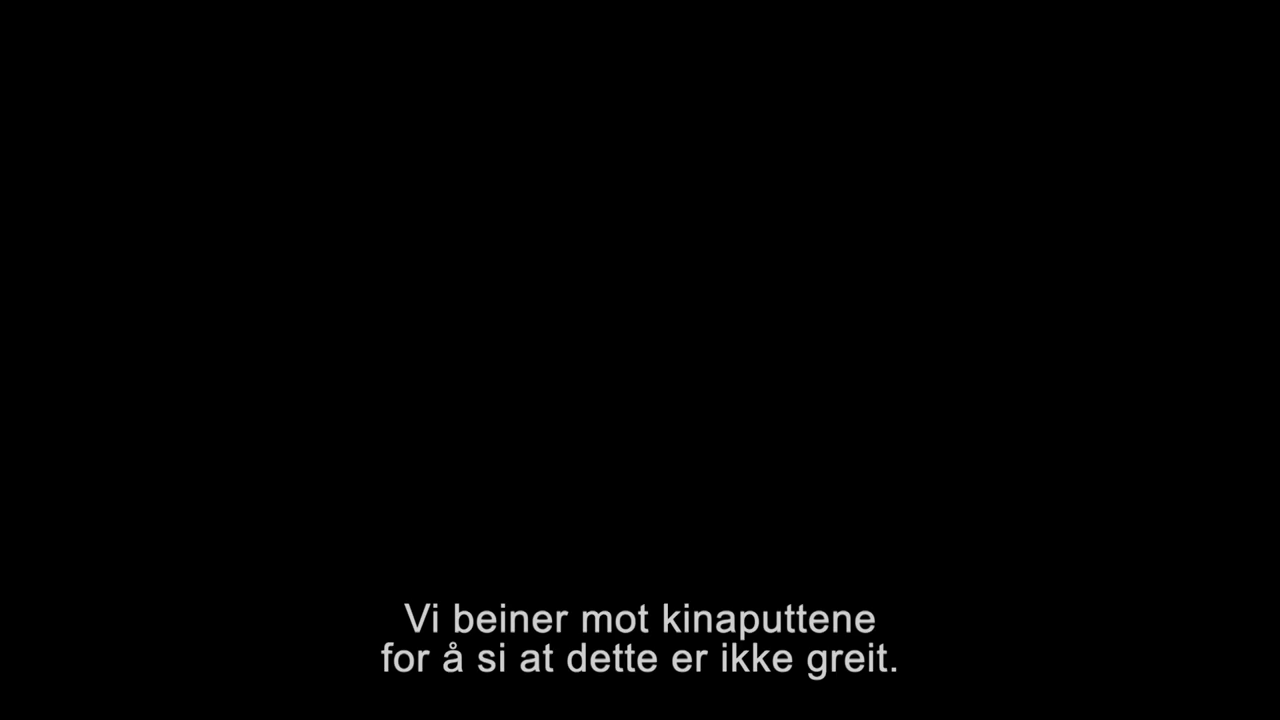 Vi beiner mot kinaputtene
for å si at dette er ikke greit.